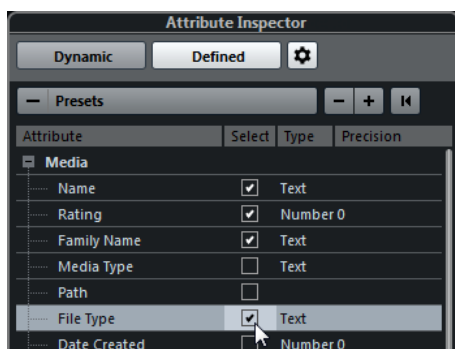 Attribute Inspector
Dynamic Defined
Presets
Attribute Select Type Precision
Media
Name Text
Rating Number 0
Family Name Text
Media Type Text
Path
File Type Text
Date Created Number 0